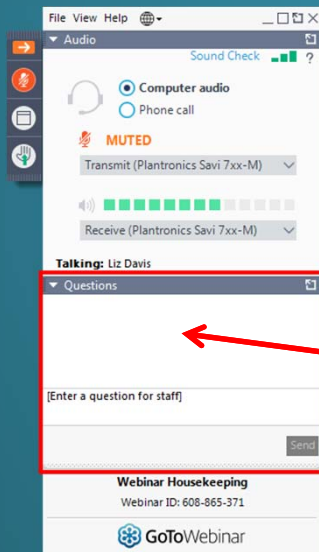 File View Help
Audio
Sound Check ?
Computer audio
Phone call
MUTED
Transmit (Plantronics Savi 7xx-M)
Receive (Plantronics Savi 7xx-M)
Talking: Liz Davis
Questions
[Enter a question for staff]
Send
Webinar Housekeeping
Webinar ID: 608-865-371
GoToWebinar